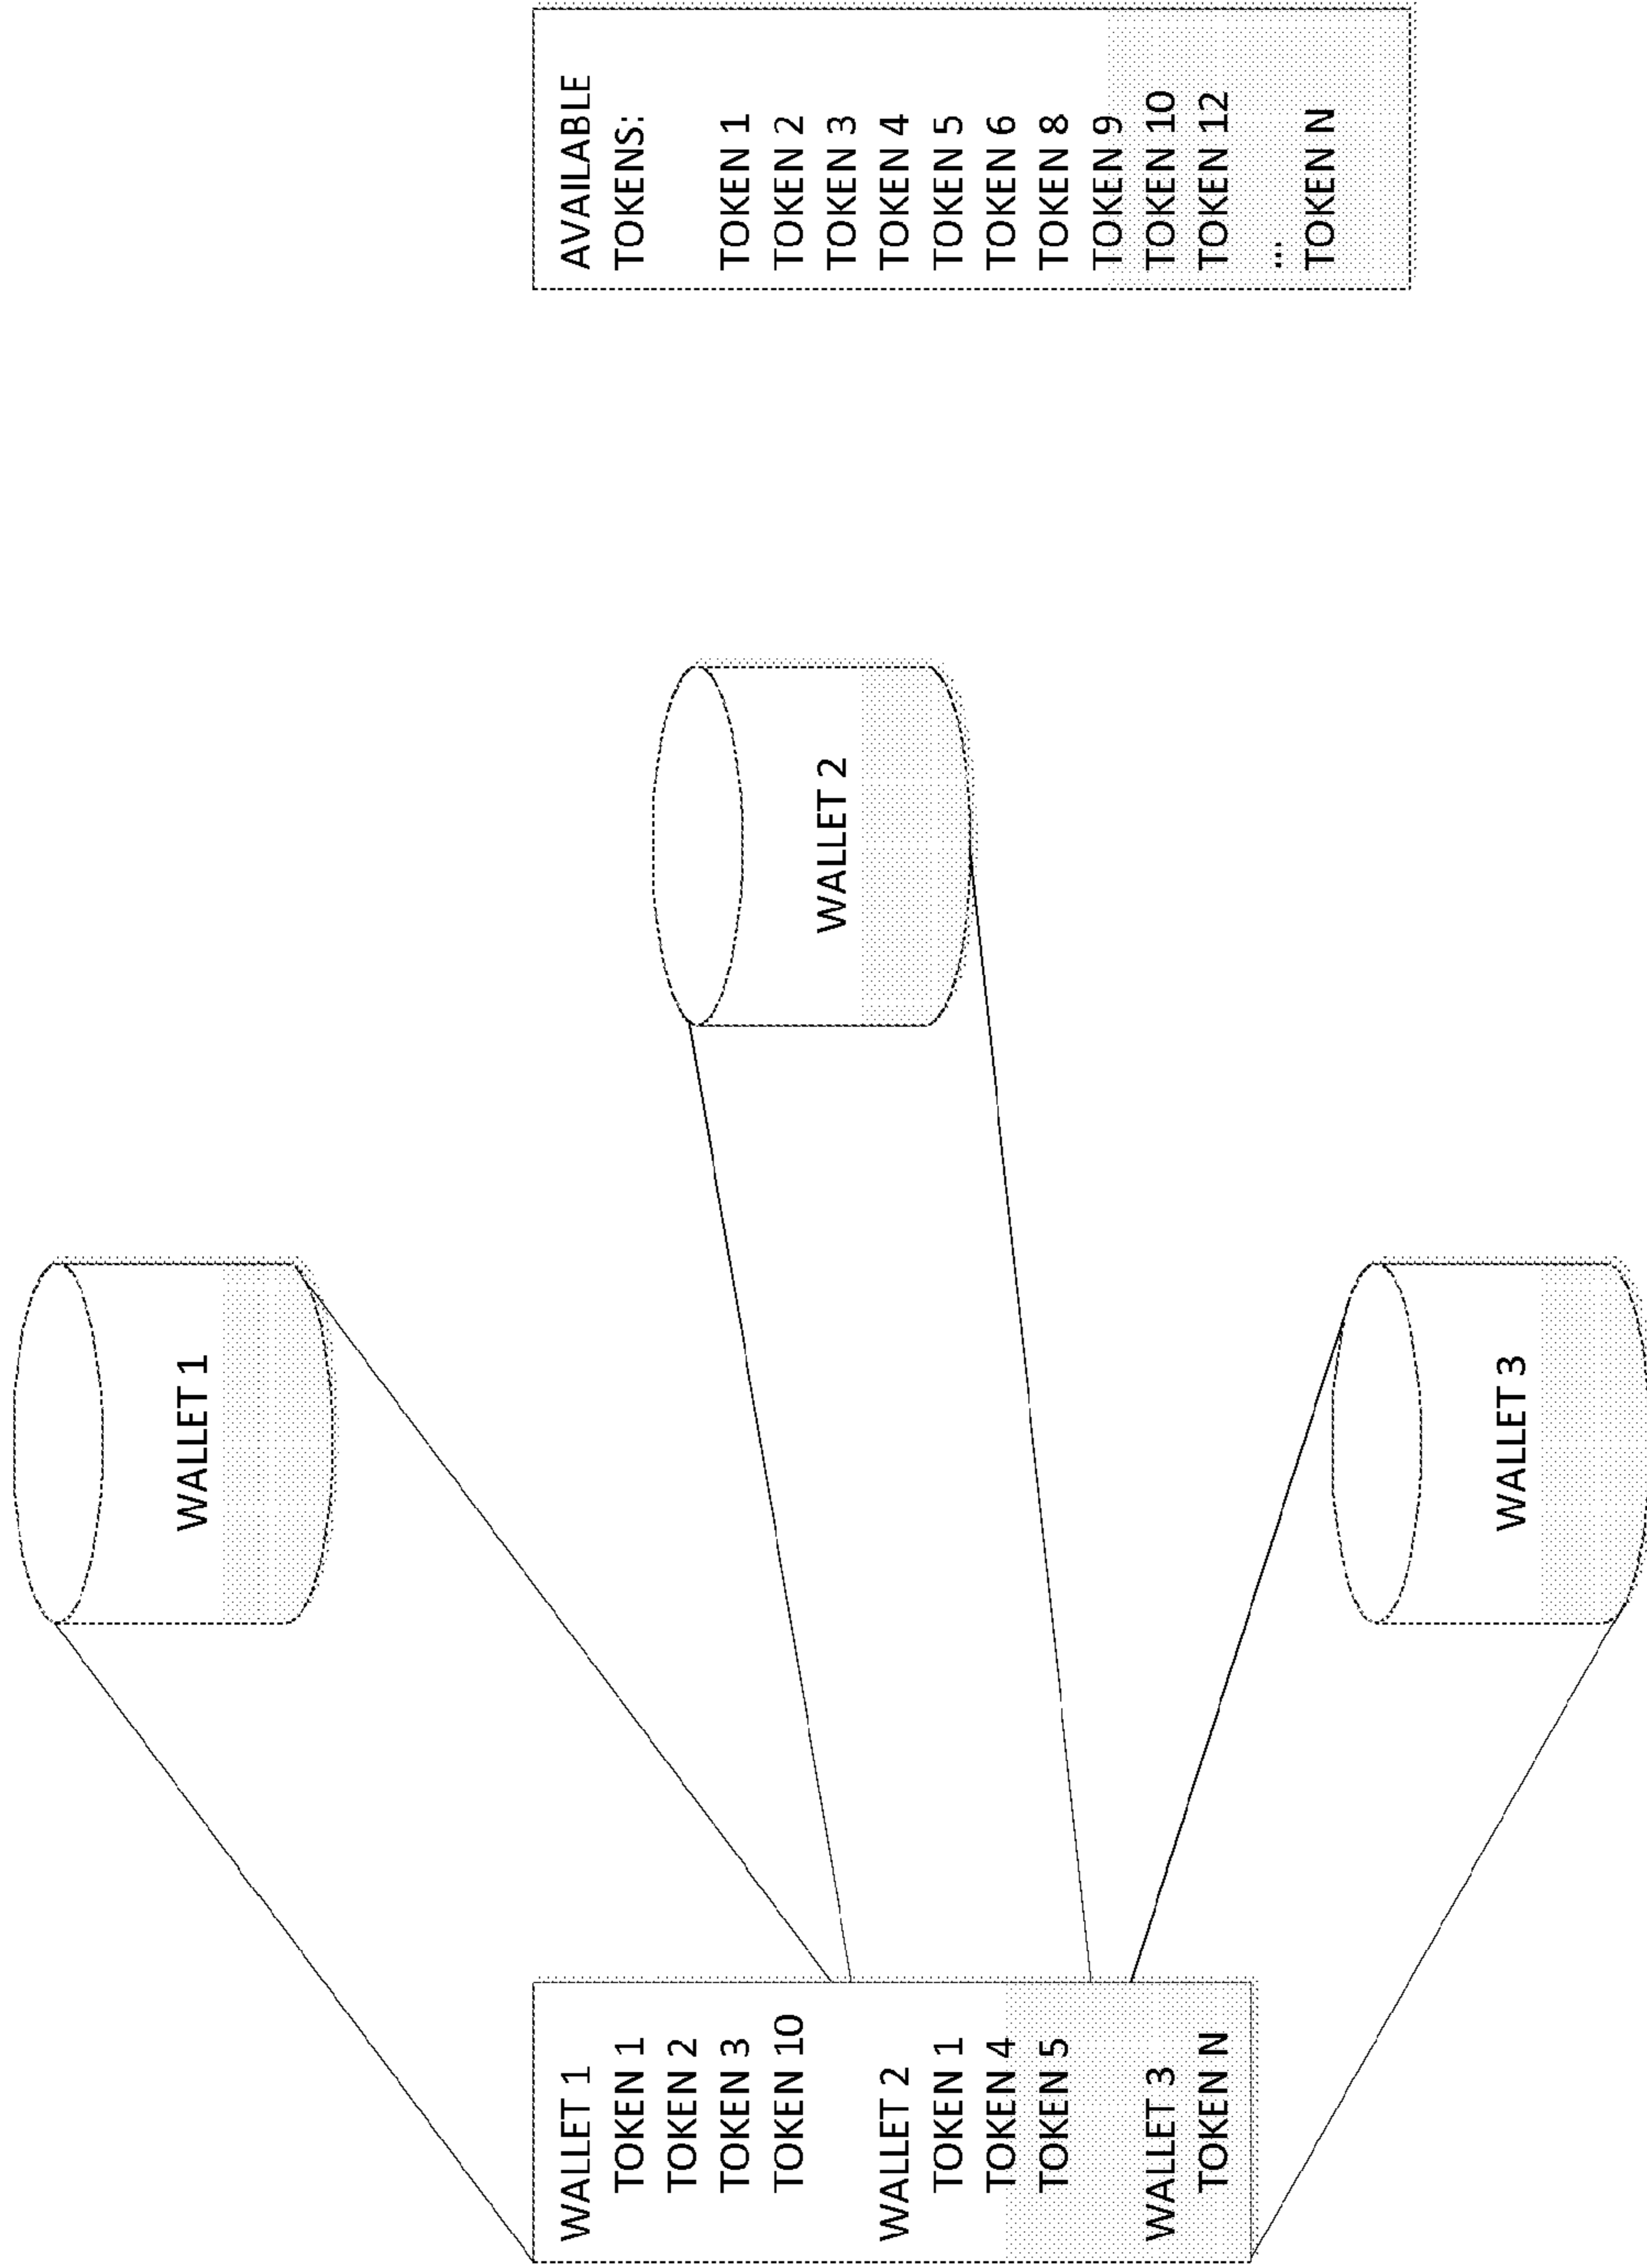 WALLET 1
TOKEN 1
TOKEN 2
TOKEN 3
TOKEN 10
WALLET 2
TOKEN 1
TOKEN 4
TOKEN 5
WALLET 3
TOKEN N
WALLET 1
WALLET 2
WALLET 3
AVAILABLE
TOKENS:
TOKEN 1
TOKEN 2
TOKEN 3
TOKEN 4
TOKEN 5
TOKEN 6
TOKEN 8
TOKEN 9
TOKEN 10
TOKEN 12
...
TOKEN N